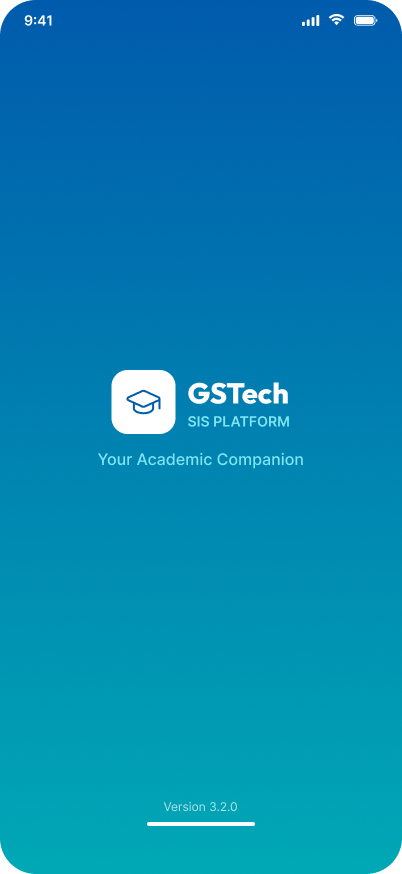 9:41
GSTech
SIS PLATFORM
Your Academic Companion
Version 3.2.0